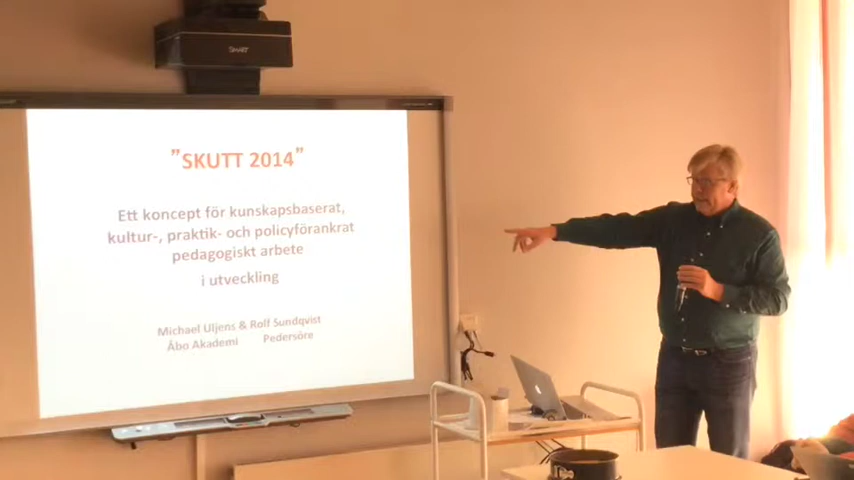 SMART
"SKUTT 2014"
Ett koncept för kunskapsbaserat,
kultur-, praktik- och policyförankrat
pedagogiskt arbete
i utveckling
Michael Uljens & Rolf Sundqvist
Åbo Akademi Pedersöre